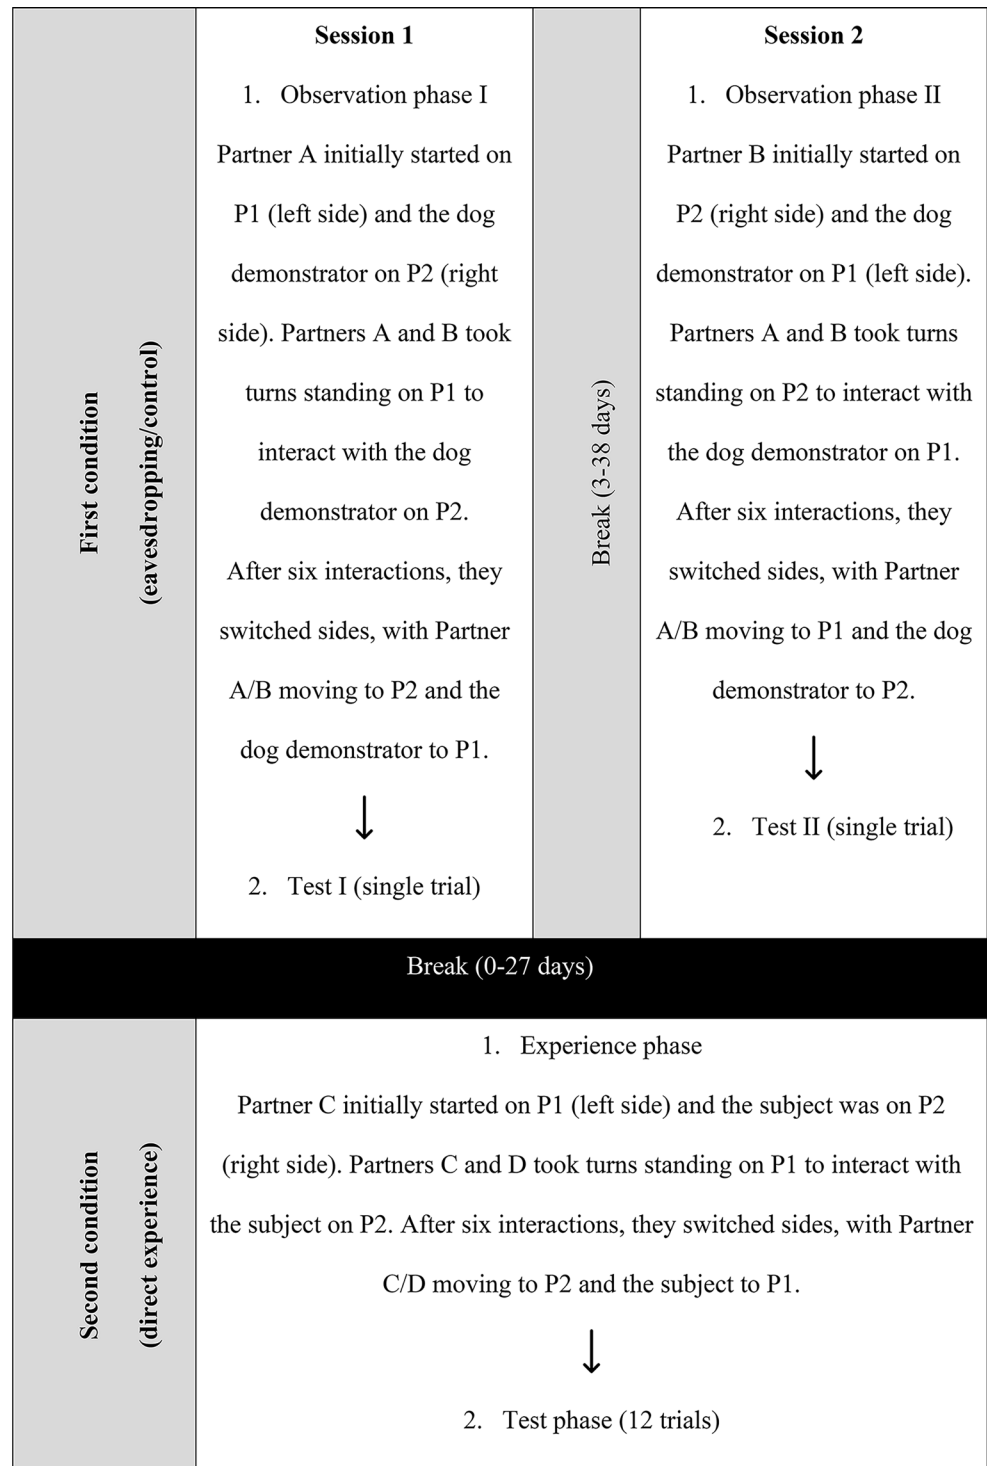 First condition
(eavesdropping/control)
Session 1
1. Observation phase I
Partner A initially started on
P1 (left side) and the dog
demonstrator on P2 (right
side). Partners A and B took
turns standing on P1 to
interact with the dog
demonstrator on P2.
After six interactions, they
switched sides, with Partner
A/B moving to P2 and the
dog demonstrator to P1.
↓
2. Test I (single trial)
Break (3-38 days)
Session 2
1. Observation phase II
Partner B initially started on
P2 (right side) and the dog
demonstrator on P1 (left side).
Partners A and B took turns
standing on P2 to interact with
the dog demonstrator on P1.
After six interactions, they
switched sides, with Partner
A/B moving to P1 and the dog
demonstrator to P2.
↓
2. Test II (single trial)
Break (0-27 days)
Second condition
(direct experience)
1. Experience phase
Partner C initially started on P1 (left side) and the subject was on P2
(right side). Partners C and D took turns standing on P1 to interact with
the subject on P2. After six interactions, they switched sides, with Partner
C/D moving to P2 and the subject to P1.
↓
2. Test phase (12 trials)